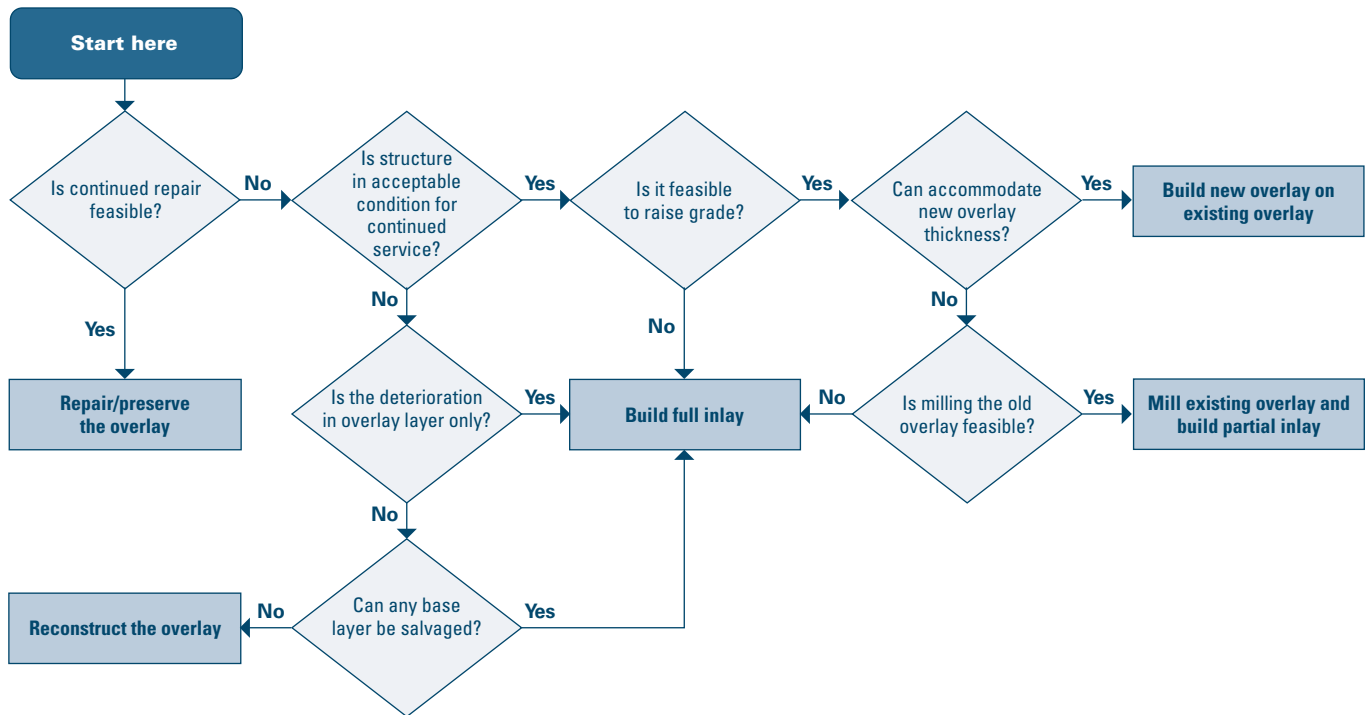 Start here
Is continued repair
feasible?
No
Is structure
in acceptable
condition for
continued
service?
Yes
Is it feasible
to raise grade?
Yes
Can accommodate
new overlay
thickness?
Yes
Build new overlay on
existing overlay
Yes
No
No
No
Repair/preserve
the overlay
Is the deterioration
in overlay layer only?
Yes
Build full inlay
No
Is milling the old
overlay feasible?
Yes
Mill existing overlay and
build partial inlay
No
Reconstruct the overlay
No
Can any base
layer be salvaged?
Yes